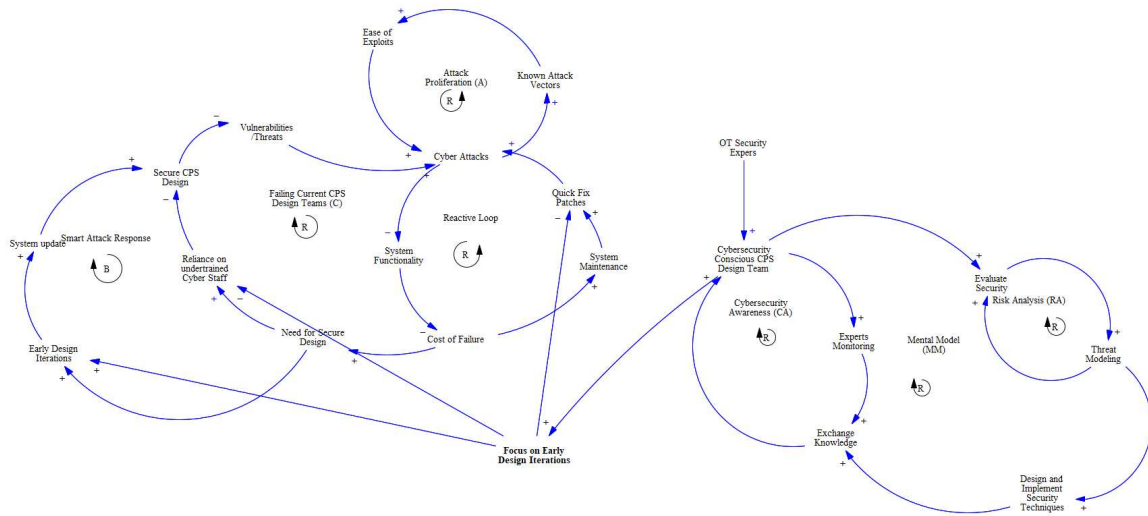 Ease of
Exploits
Attack
Proliferation (A)
R
Known Attack
Vectors
Vulnerabilities
/Threats
Cyber Attacks
OT Security
Expers
Secure CPS
Design
Failing Current CPS
Design Teams (C)
R
Quick Fix
Patches
Reactive Loop
R
System update
Smart Attack Response
B
Reliance on
undertrained
Cyber Staff
System
Functionality
System
Maintenance
Cybersecurity
Conscious CPS
Design Team
Evaluate
Security
Risk Analysis (RA)
R
Cybersecurity
Awareness (CA)
R
Early Design
Iterations
Need for Secure
Design
Cost of Failure
Experts
Monitoring
Mental Model
(MM)
R
Threat
Modeling
Exchange
Knowledge
Focus on Early
Design Iterations
Design and
Implement
Security
Techniques